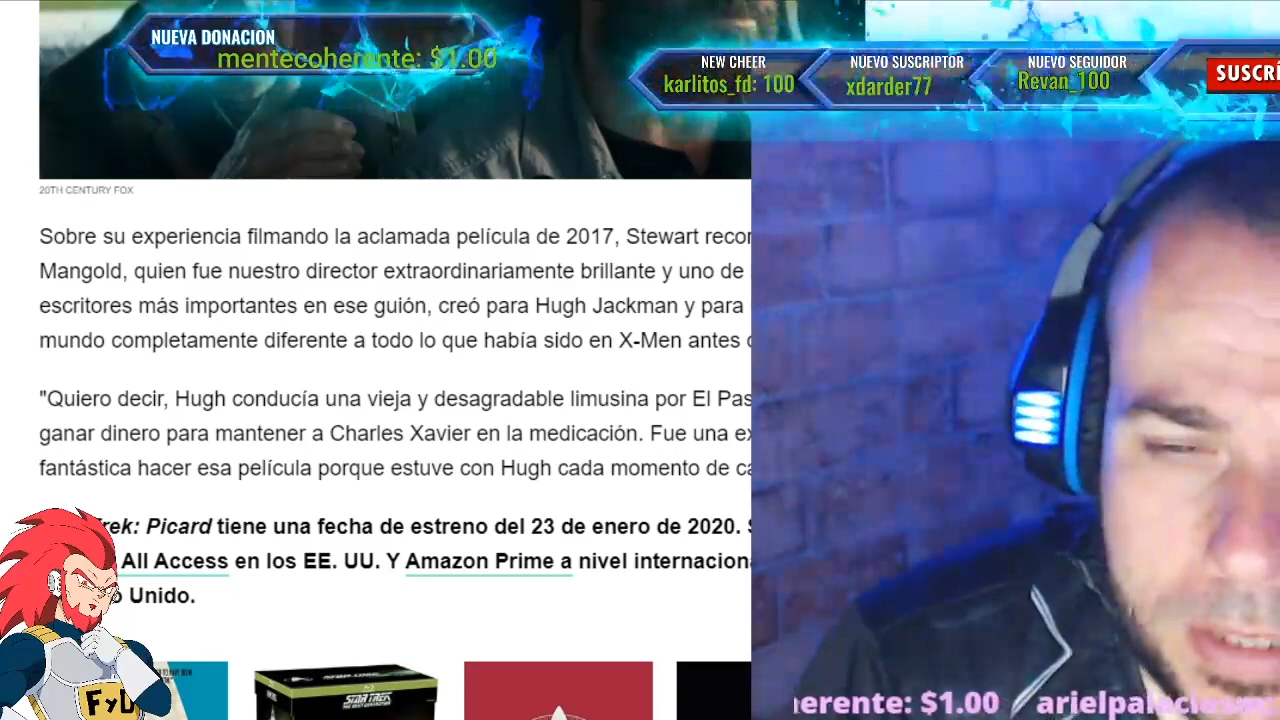 NUEVA DONACION
mentecoherente: $1.00
NEW CHEER
karlitos_fd: 100
NUEVO SUSCRIPTOR
xdarder77
NUEVO SEGUIDOR
Revan_100
SUSCRÍ
20TH CENTURY FOX
Sobre su experiencia filmando la aclamada película de 2017, Stewart
Mangold, quien fue nuestro director extraordinariamente brillante y uno de
escritores más importantes en ese guión, creó para Hugh Jackman y para
mundo completamente diferente a todo lo que había sido en X-Men antes
"Quiero decir, Hugh conducía una vieja y desagradable limusina por El Pas
ganar dinero para mantener a Charles Xavier en la medicación. Fue una
fantástica hacer esa película porque estuve con Hugh cada momento de
rek: Picard tiene una fecha de estreno del 23 de enero de 2020.
All Access en los EE. UU. Y Amazon Prime a nivel internacion
o Unido.
STAR TREK
THE NEXT GENERATION
FyD
erente: $1.00 arielpalacios